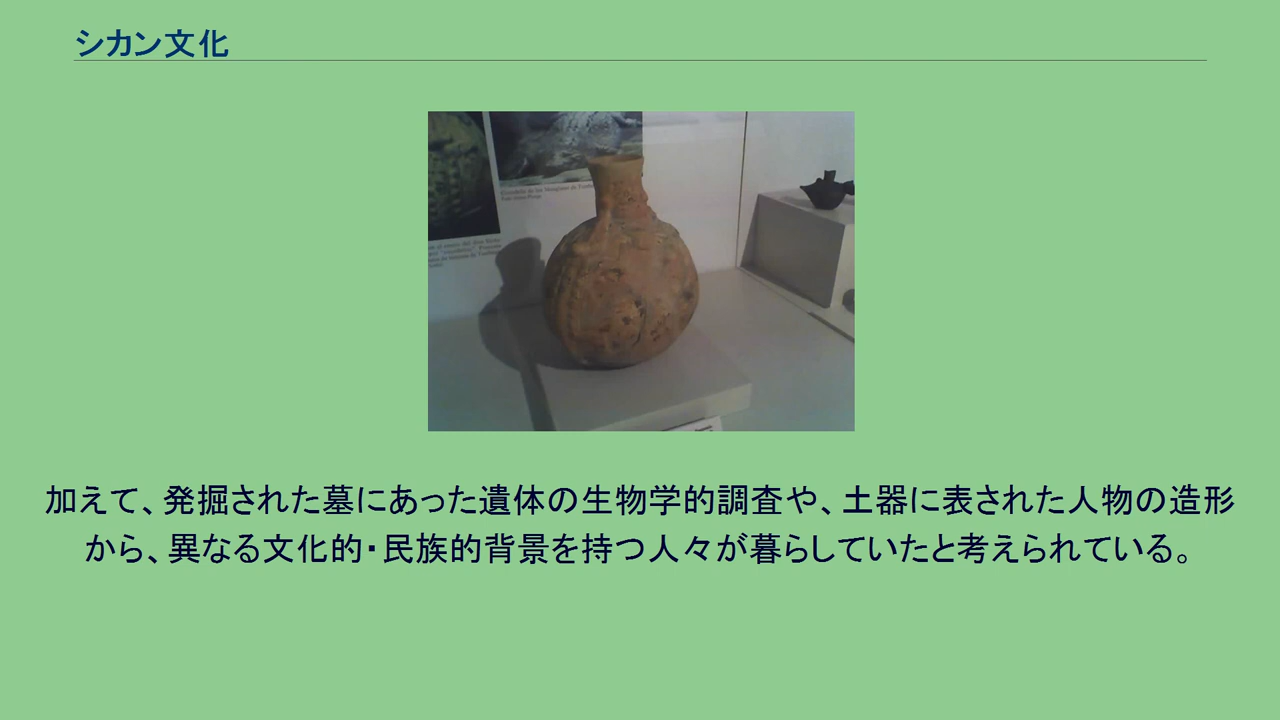 シカン文化
加えて、発掘された墓にあった遺体の生物学的調査や、土器に表された人物の造形
から、異なる文化的・民族的背景を持つ人々が暮らしていたと考えられている。